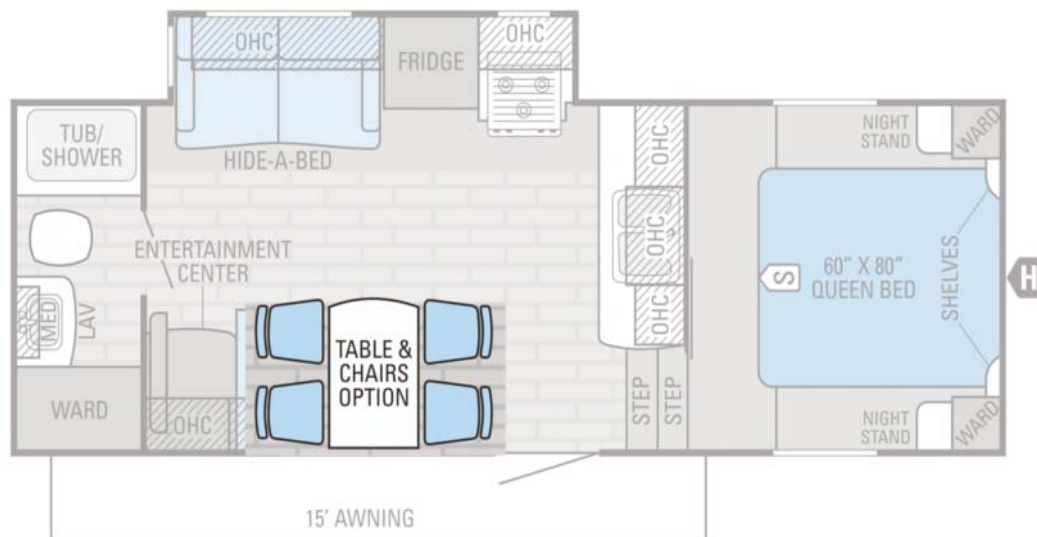 OHC
FRIDGE
OHC
TUB/
SHOWER
HIDE-A-BED
OHC
NIGHT
STAND
WARD
ENTERTAINMENT
CENTER
OHC
60" X 80"
QUEEN BED
S
SHELVES
H
MED
LAV
TABLE &
CHAIRS
OPTION
OHC
WARD
OHC
STEP
STEP
NIGHT
STAND
WARD
15' AWNING